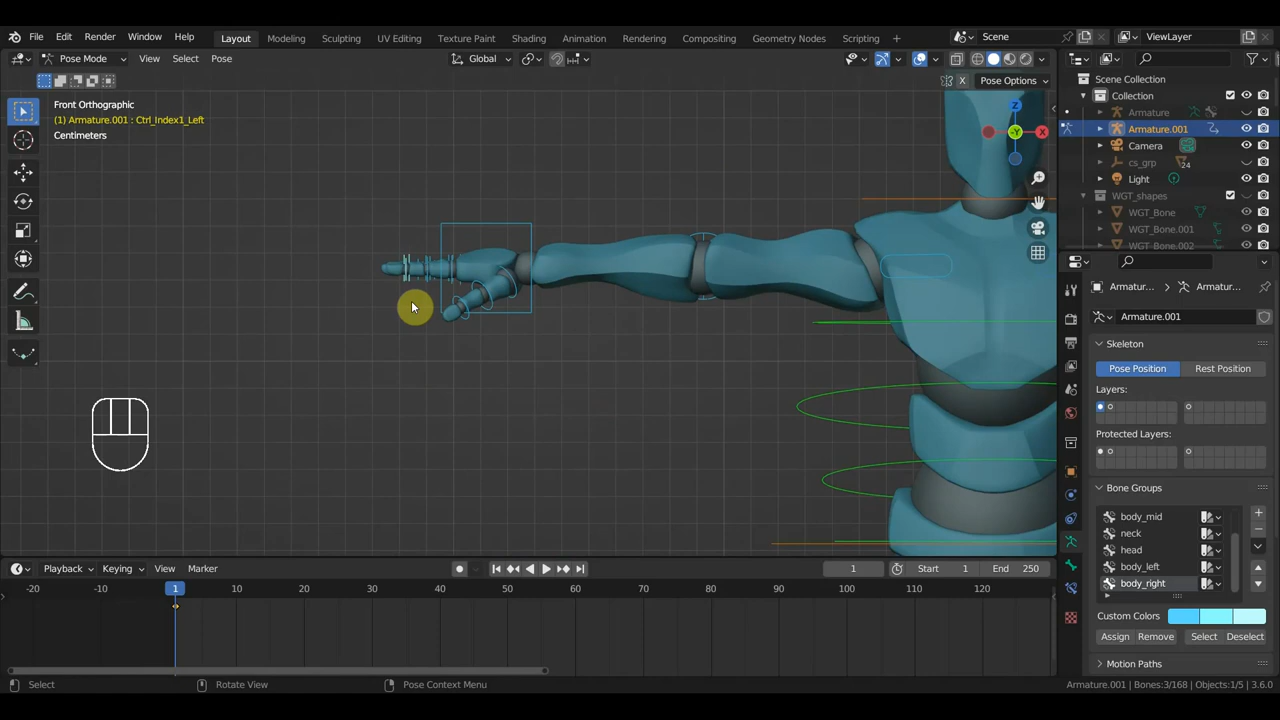 File Edit Render Window Help Layout Modeling Sculpting UV Editing Texture Paint Shading Animation Rendering Compositing Geometry Nodes Scripting + Scene ViewLayer
Pose Mode View Select Pose Global
X Pose Options
Front Orthographic
(1) Armature.001 : Ctrl_Index1_Left
Centimeters
Z
-Y
X
Scene Collection
Collection
Armature
Armature.001
Camera
cs_grp 24
Light
WGT_shapes
WGT_Bone
WGT_Bone.001
WGT_Bone.002
Armatur... Armatur...
Armature.001
Skeleton
Pose Position Rest Position
Layers:
Protected Layers:
Bone Groups
body_mid
neck
head
body_left
body_right
Custom Colors
Assign Remove Select Deselect
Motion Paths
Playback Keying View Marker 1 Start 1 End 250
-20 -10 1 10 20 30 40 50 60 70 80 90 100 110 120 130
Select Rotate View Pose Context Menu Armature.001 | Bones:3/168 | Objects:1/5 | 3.6.0